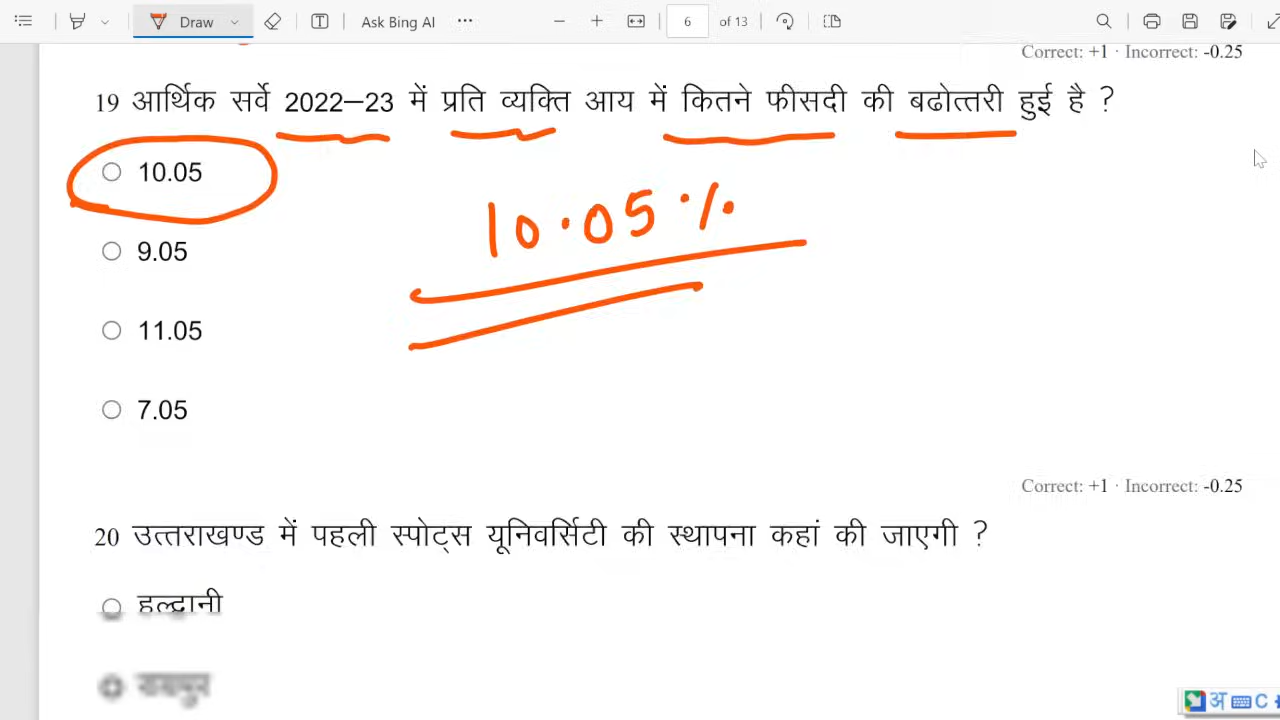 Draw
Ask Bing AI
6 of 13
Correct: +1 · Incorrect: -0.25
19 आर्थिक सर्वे 2022–23 में प्रति व्यक्ति आय में कितने फीसदी की बढोत्तरी हुई है ?
10.05
10.05 %
9.05
11.05
7.05
Correct: +1 · Incorrect: -0.25
20 उत्तराखण्ड में पहली स्पोट्स यूनिवर्सिटी की स्थापना कहां की जाएगी ?
हल्द्वानी
अ C